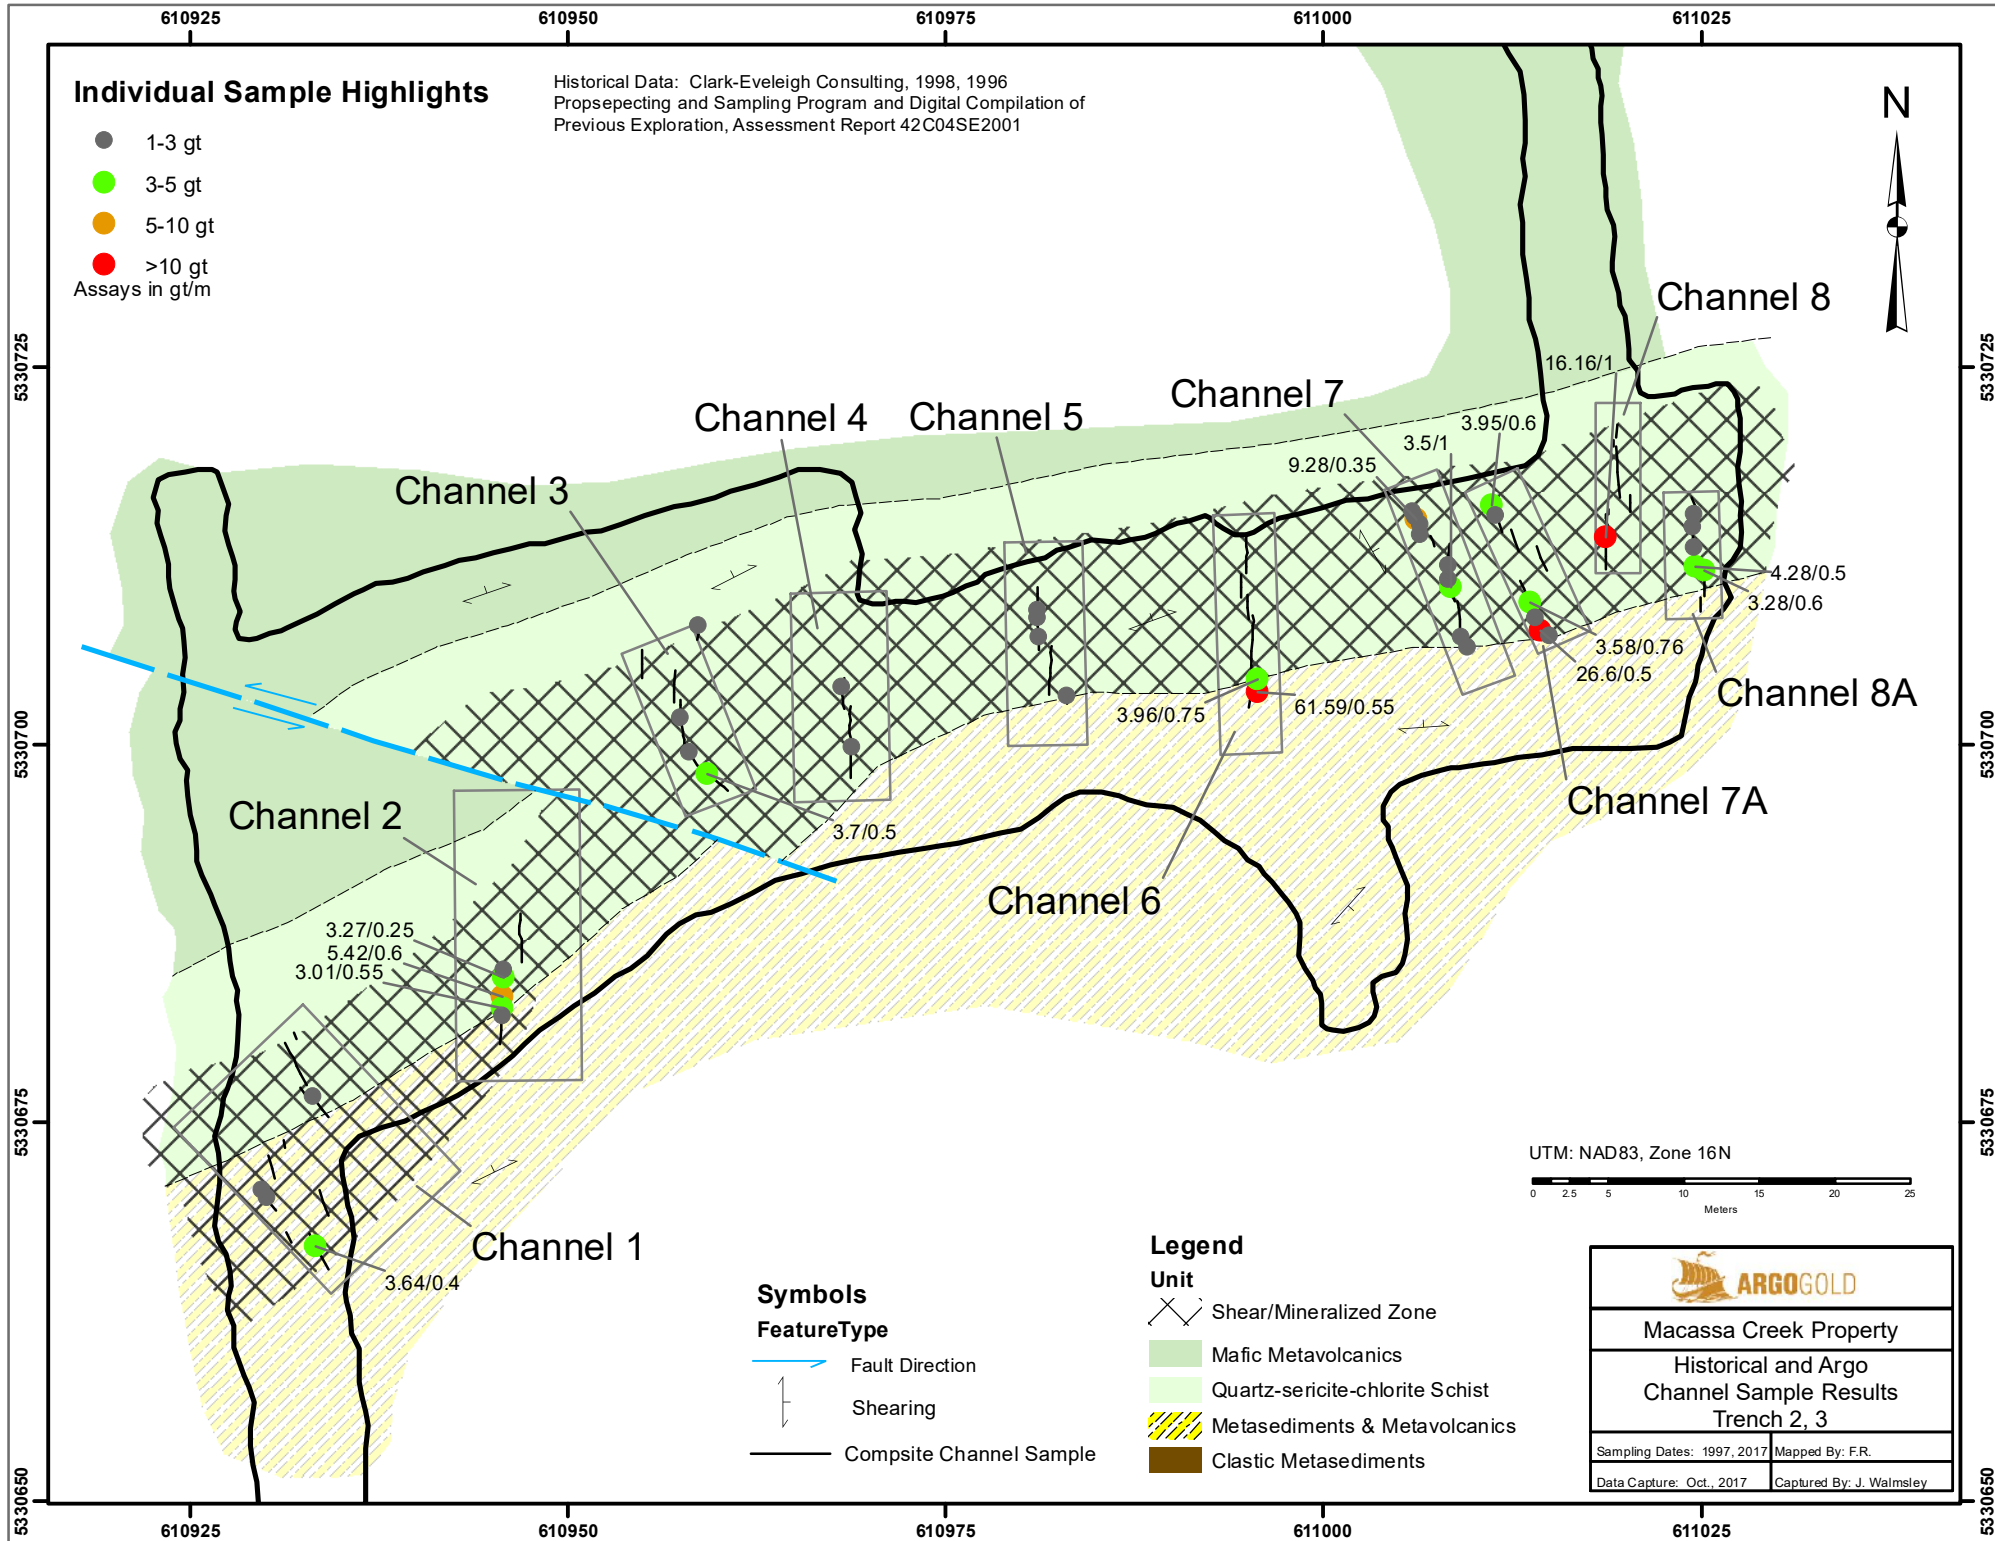 610925
610950
610975
611000
611025
Individual Sample Highlights
1-3 gt
3-5 gt
5-10 gt
>10 gt
Assays in gt/m
Historical Data: Clark-Eveleigh Consulting, 1998, 1996
Propsepecting and Sampling Program and Digital Compilation of
Previous Exploration, Assessment Report 42C04SE2001
N
5330725
5330725
5330700
5330700
5330675
5330675
5330650
5330650
Channel 8
16.16/1
Channel 7
3.95/0.6
Channel 4
Channel 5
3.5/1
9.28/0.35
Channel 3
4.28/0.5
3.28/0.6
3.58/0.76
26.6/0.5
Channel 8A
61.59/0.55
3.96/0.75
Channel 7A
Channel 2
3.7/0.5
Channel 6
3.27/0.25
5.42/0.6
3.01/0.55
Channel 1
3.64/0.4
UTM: NAD83, Zone 16N
0 2.5 5 10 15 20 25
Meters
Symbols
FeatureType
Fault Direction
Shearing
Compsite Channel Sample
Legend
Unit
Shear/Mineralized Zone
Mafic Metavolcanics
Quartz-sericite-chlorite Schist
Metasediments & Metavolcanics
Clastic Metasediments
ARGOGOLD
Macassa Creek Property
Historical and Argo
Channel Sample Results
Trench 2, 3
Sampling Dates: 1997, 2017
Mapped By: F.R.
Data Capture: Oct., 2017
Captured By: J. Walmsley
610925
610950
610975
611000
611025